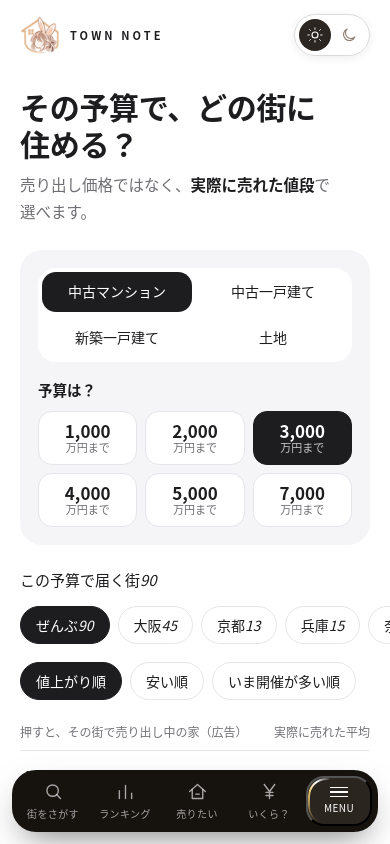 TOWN NOTE
その予算で、どの街に
住める？
売り出し価格ではなく、実際に売れた値段で
選べます。
中古マンション 中古一戸建て
新築一戸建て 土地
予算は？
1,000 2,000 3,000
万円まで 万円まで 万円まで
4,000 5,000 7,000
万円まで 万円まで 万円まで
この予算で届く街90
ぜんぶ90 大阪45 京都13 兵庫15
値上がり順 安い順 いま開催が多い順
押すと、その街で売り出し中の家（広告） 実際に売れた平均
街をさがす ランキング 売りたい いくら？ MENU